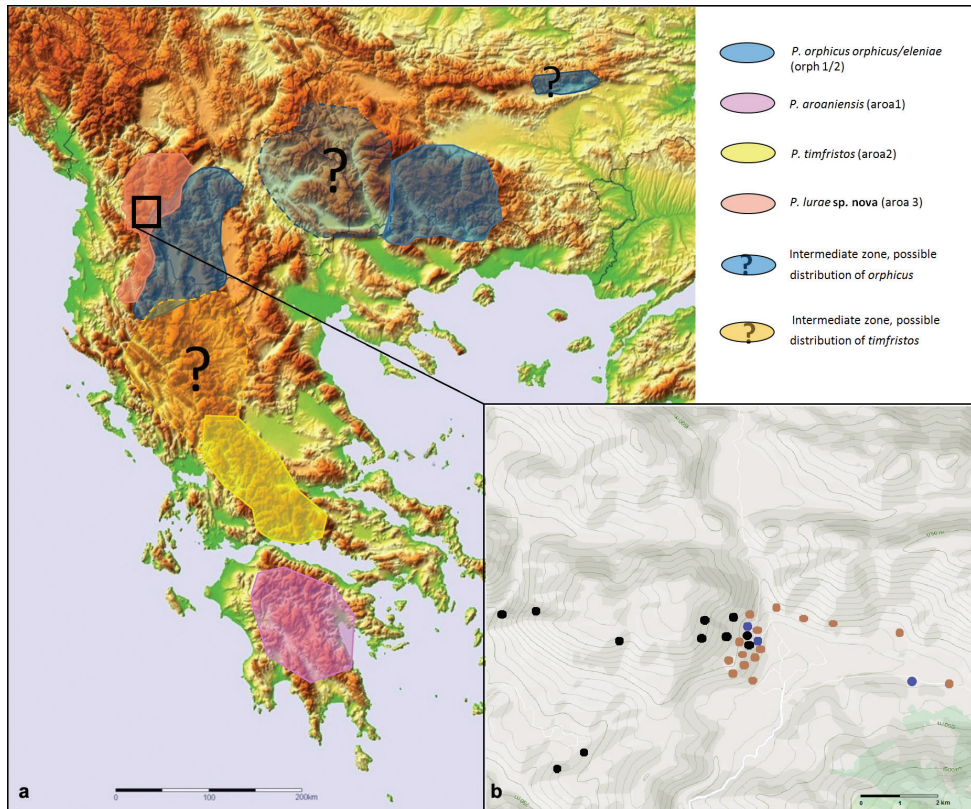 P. orphicus orphicus/eleniae
(orph 1/2)
P. aroaniensis (aroa1)
P. timfristos (aroa2)
P. lurae sp. nova (aroa 3)
? Intermediate zone, possible
distribution of orphicus
? Intermediate zone, possible
distribution of timfristos
?
?
?
a
0 100 200km
b
0 1 2 km